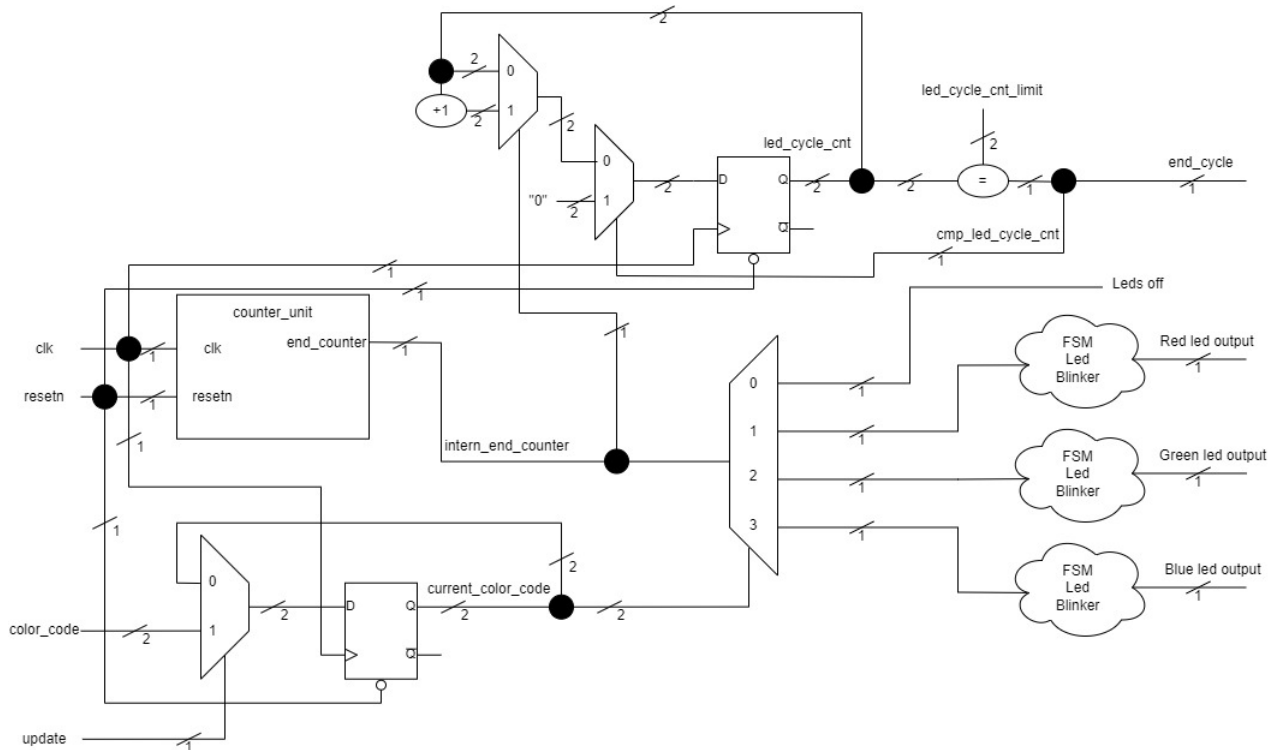 2
2
0
+1
2
1
2
led_cycle_cnt_limit
2
led_cycle_cnt
end_cycle
0
"0"
2
1
2
D
Q
2
2
=
1
1
Q
cmp_led_cycle_cnt
1
1
1
Leds off
counter_unit
clk
1
clk
end_counter
1
resetn
1
resetn
1
1
0
1
FSM
Led
Blinker
Red led output
1
intern_end_counter
1
1
2
1
FSM
Led
Blinker
Green led output
1
1
3
1
2
0
color_code
2
1
2
D
Q
current_color_code
2
2
Q
FSM
Led
Blinker
Blue led output
1
update
1